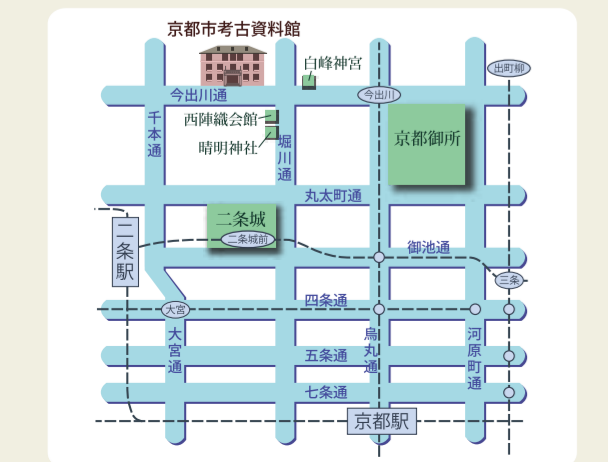 京都市考古資料館
白峰神宮
出町柳
今出川通
今出川
千本通
西陣織会館
堀川通
晴明神社
京都御所
丸太町通
二条城
二条城前
二条駅
御池通
三条
四条通
大宮
大宮通
烏丸通
河原町通
五条通
七条通
京都駅